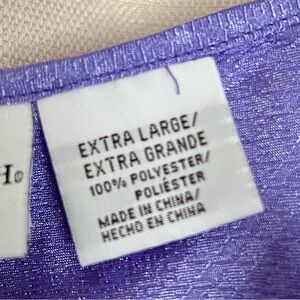 EXTRA LARGE/
EXTRA GRANDE
100% POLYESTER/
POLIÉSTER
MADE IN CHINA/
HECHO EN CHINA
H®